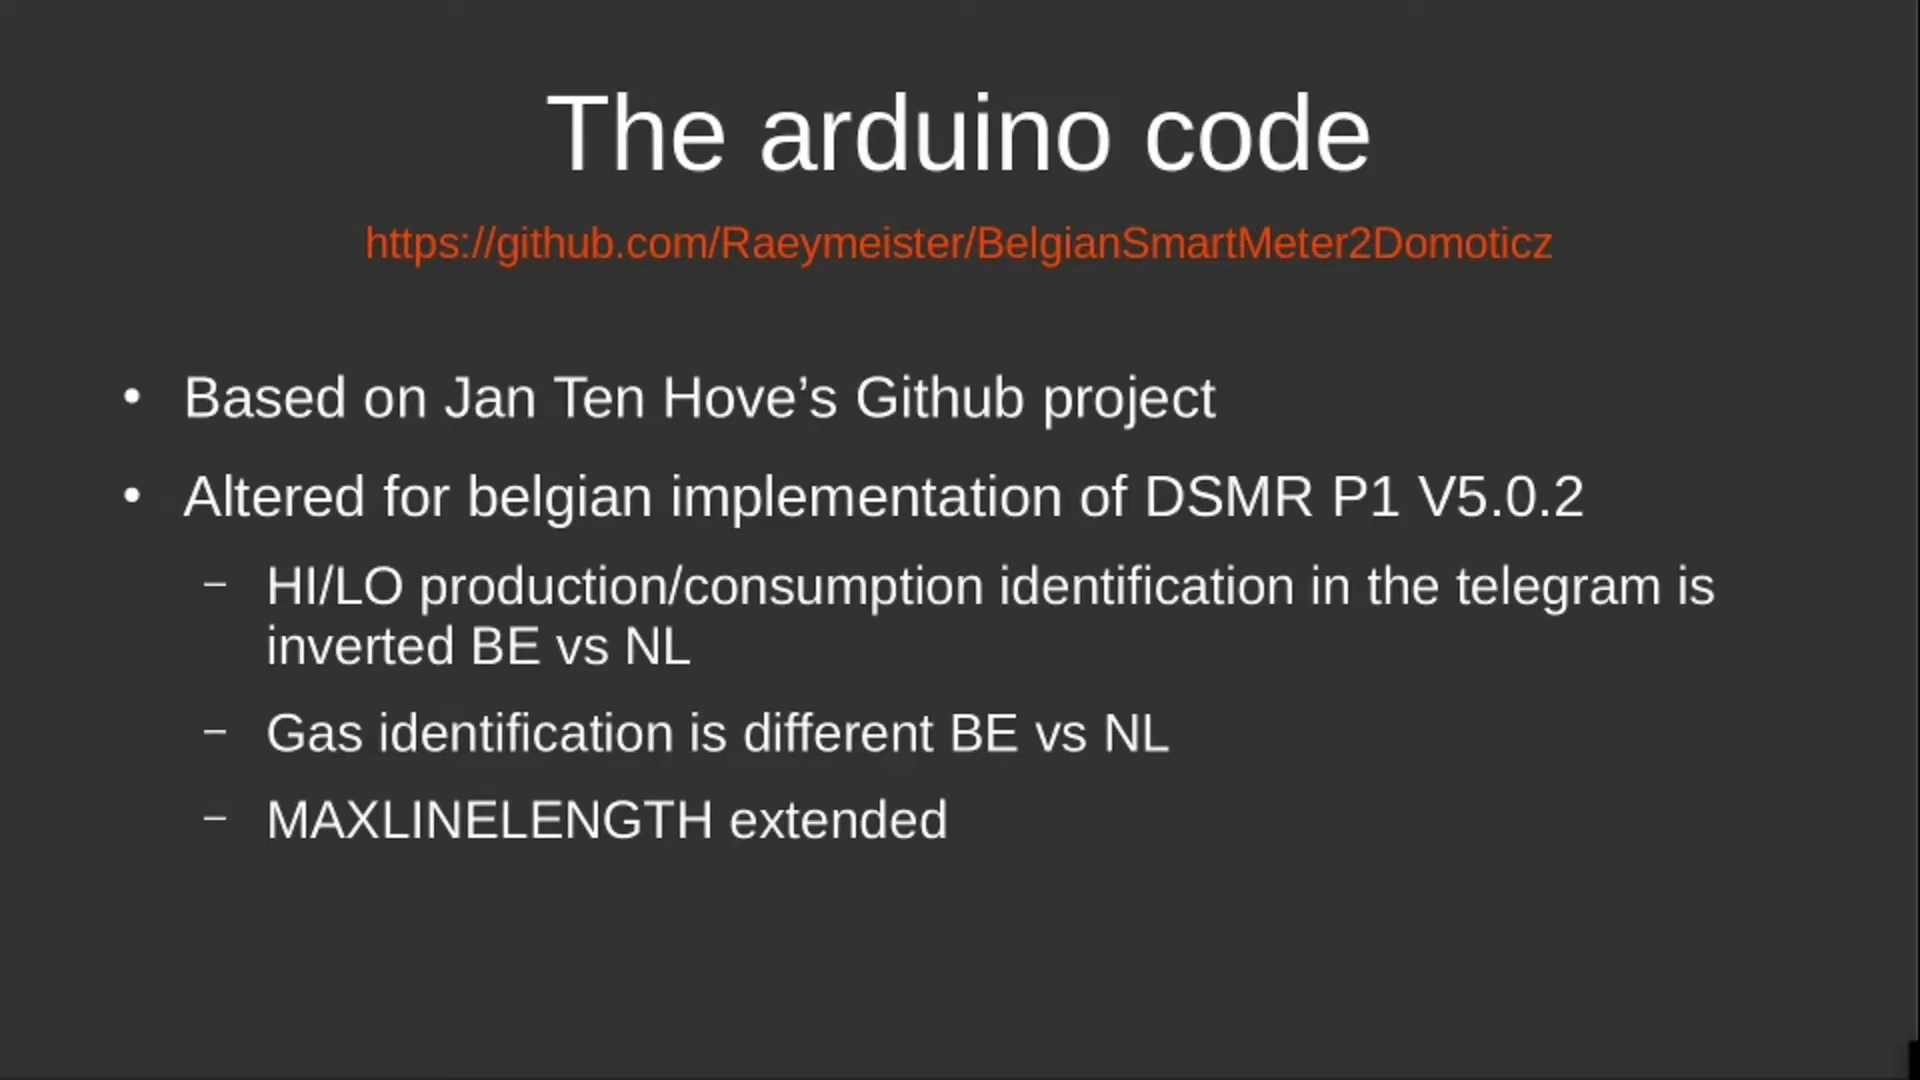 The arduino code
https://github.com/Raeymeister/BelgianSmartMeter2Domoticz
• Based on Jan Ten Hove’s Github project
• Altered for belgian implementation of DSMR P1 V5.0.2
– HI/LO production/consumption identification in the telegram is
inverted BE vs NL
– Gas identification is different BE vs NL
– MAXLINELENGTH extended